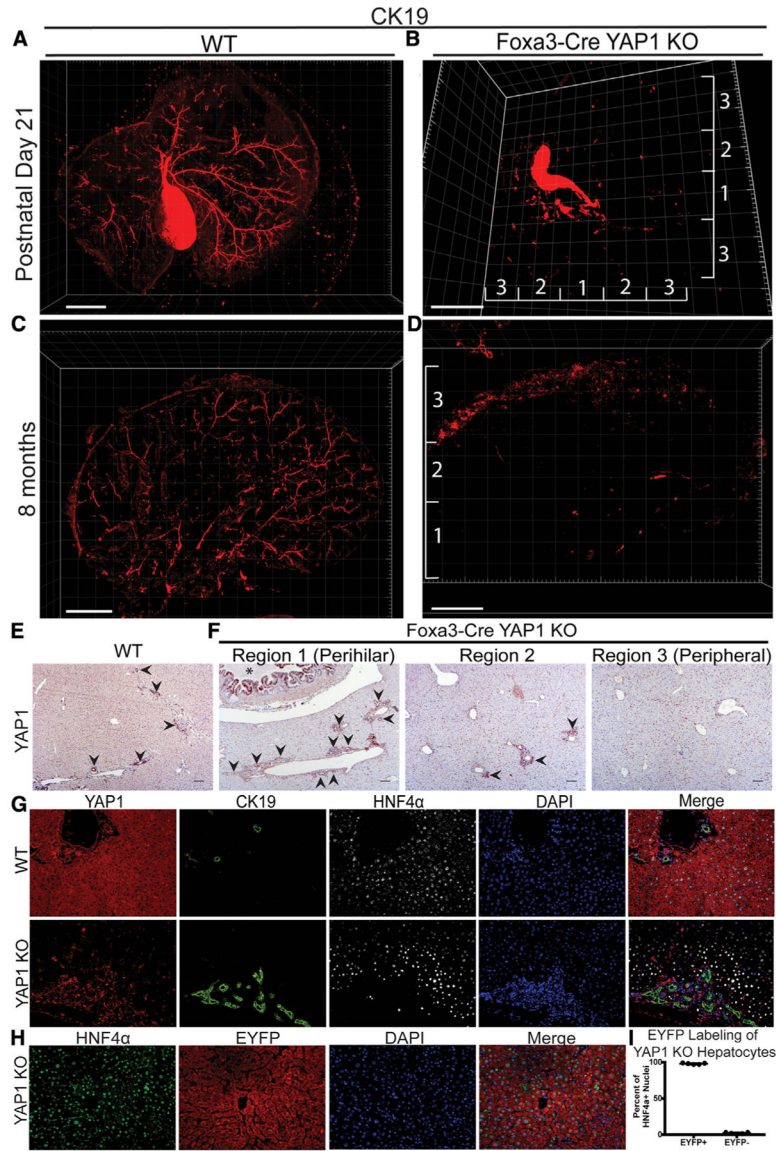 CK19
A
WT
B
Foxa3-Cre YAP1 KO
Postnatal Day 21
3
2
1
3
3 2 1 2 3
C
D
8 months
3
2
1
E
F
Foxa3-Cre YAP1 KO
WT
Region 1 (Perihilar)
Region 2
Region 3 (Peripheral)
YAP1
*
G
YAP1
CK19
HNF4α
DAPI
Merge
WT
YAP1 KO
H
HNF4α
EYFP
DAPI
Merge
YAP1 KO
I
EYFP Labeling of
YAP1 KO Hepatocytes
Percent of
HNF4a+ Nuclei
100
50
0
EYFP+
EYFP-